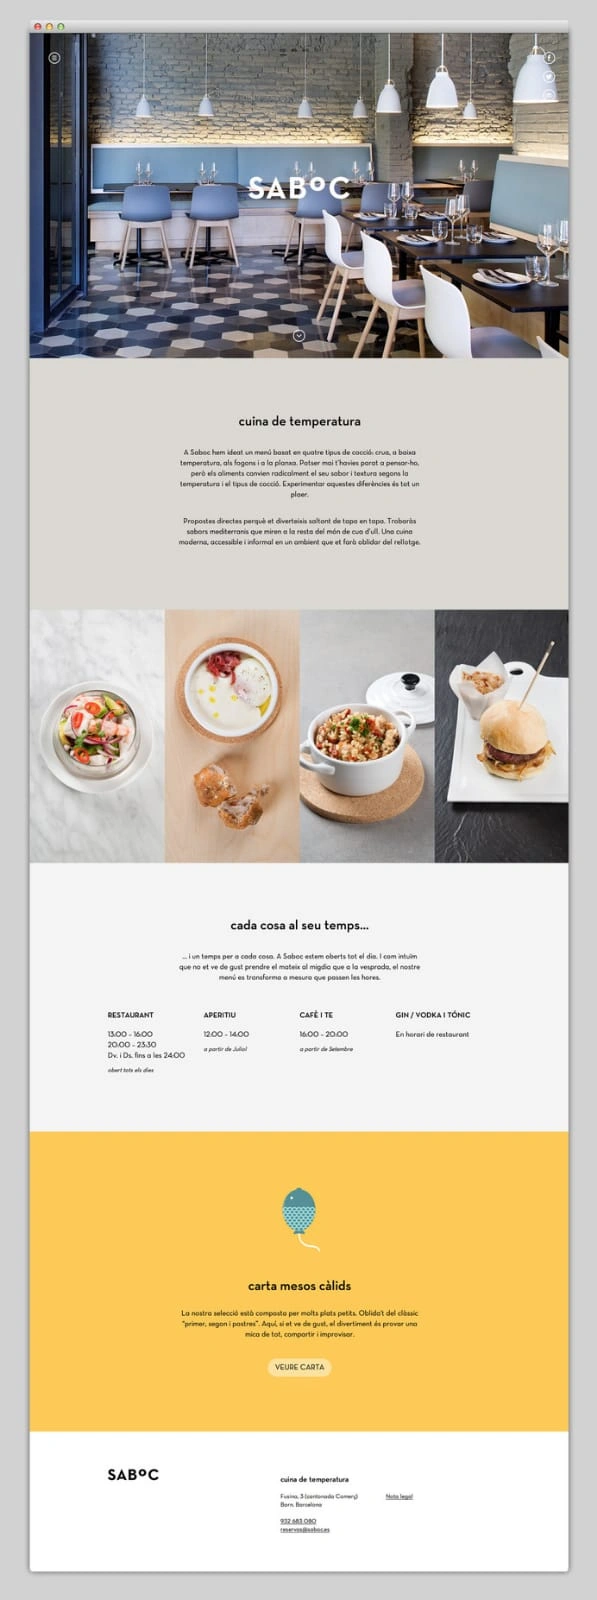 SABoC
cuina de temperatura
A Saboc hem ideat un menú basat en quatre tipus de cocció: crua, a baixa
temperatura, als fogons i a la planxa. Potser mai t'havies parat a pensar-ho,
però els aliments canvien radicalment el seu sabor i textura segons la
temperatura i el tipus de cocció. Experimentar aquestes diferències és tot un
plaer.
Propostes directes perquè et diverteixis saltant de tapa en tapa. Trobaràs
sabors mediterranis que miren a la resta del món de cua d'ull. Una cuina
moderna, accessible i informal en un ambient que et farà oblidar del rellotge.
cada cosa al seu temps...
... i un temps per a cada cosa. A Saboc estem oberts tot el dia. I com intuïm
que no et ve de gust prendre el mateix al migdia que a la vesprada, el nostre
menú es transforma a mesura que passen les hores.
RESTAURANT APERITIU CAFÈ I TE GIN / VODKA I TÓNIC
13:00 - 16:00 12:00 - 14:00 16:00 - 20:00 En horari de restaurant
20:00 - 23:30 a partir de Juliol a partir de Setembre
Dv. i Ds. fins a les 24:00
obert tots els dies
carta mesos càlids
La nostra selecció està composta per molts plats petits. Oblida't del clàssic
"primer, segon i postres". Aquí, si et ve de gust, el divertiment és provar una
mica de tot, compartir i improvisar.
VEURE CARTA
SABoC
cuina de temperatura
Fusina, 3 (cantonada Comerç) Nota legal
Born. Barcelona
932 683 080
reservas@saboc.es